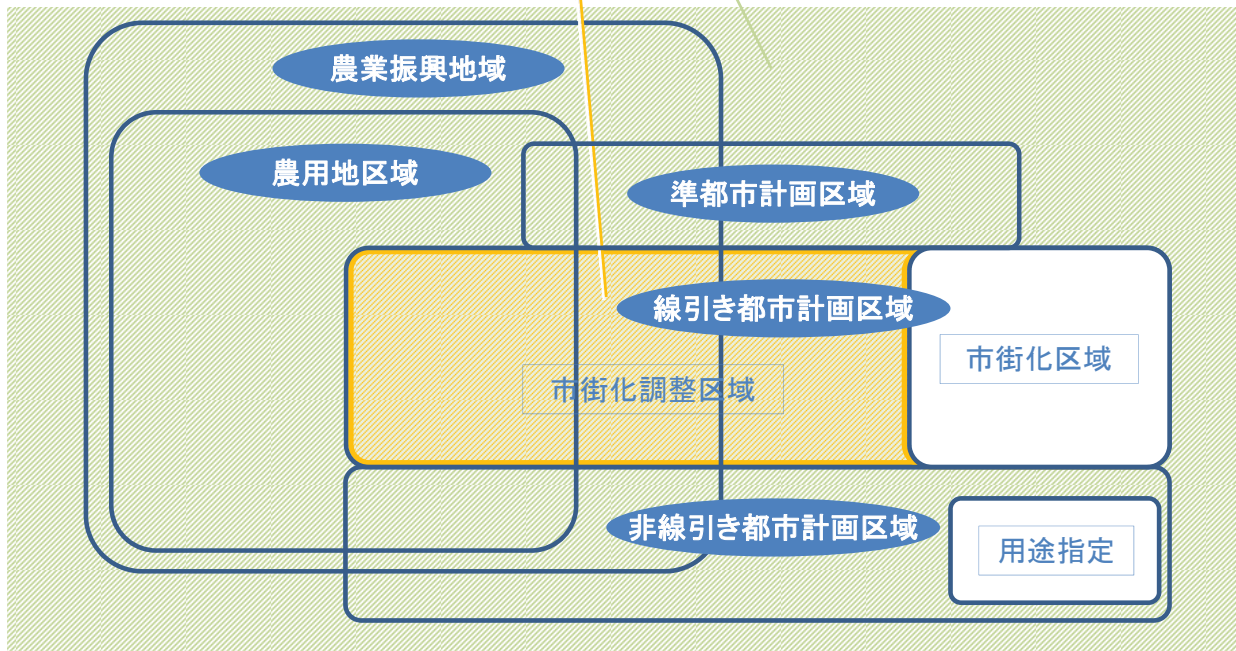 農業振興地域
農用地区域
準都市計画区域
線引き都市計画区域
市街化区域
市街化調整区域
非線引き都市計画区域
用途指定